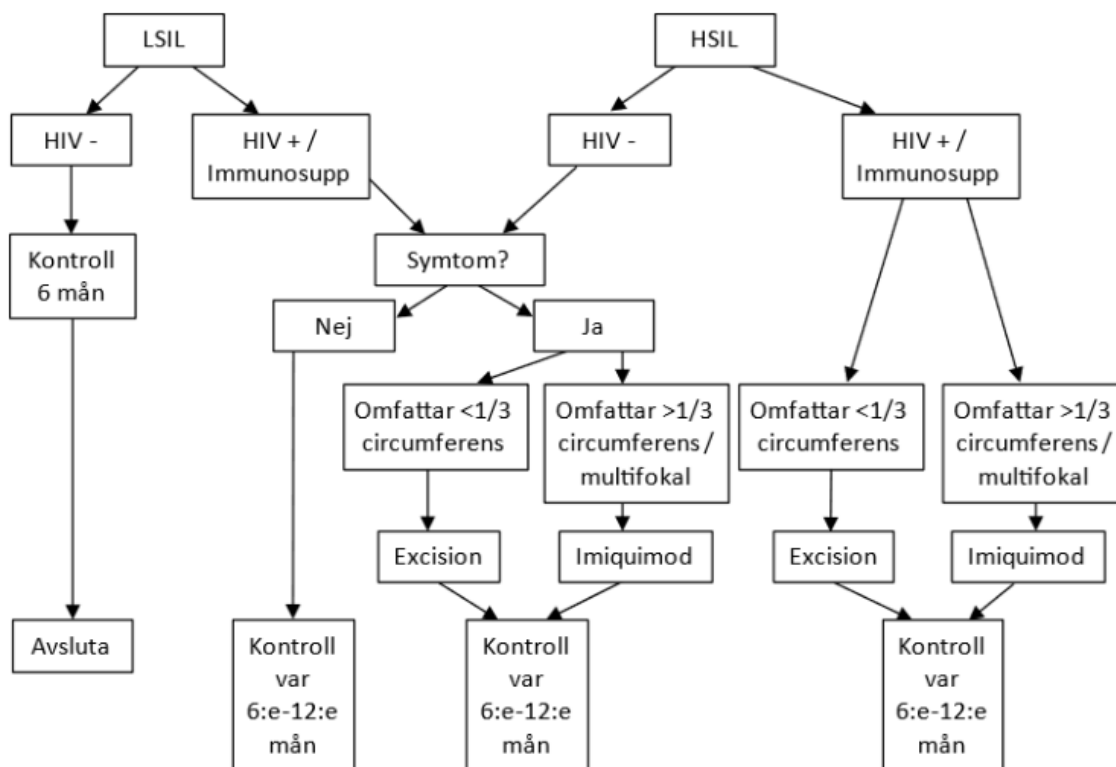 LSIL
HSIL
HIV -
HIV + /
Immunosupp
HIV -
HIV + /
Immunosupp
Kontroll
6 mån
Symtom?
Nej
Ja
Omfattar <1/3
circumferens
Omfattar >1/3
circumferens/
multifokal
Omfattar <1/3
circumferens
Omfattar >1/3
circumferens/
multifokal
Excision
Imiquimod
Excision
Imiquimod
Avsluta
Kontroll
var
6:e-12:e
mån
Kontroll
var
6:e-12:e
mån
Kontroll
var
6:e-12:e
mån